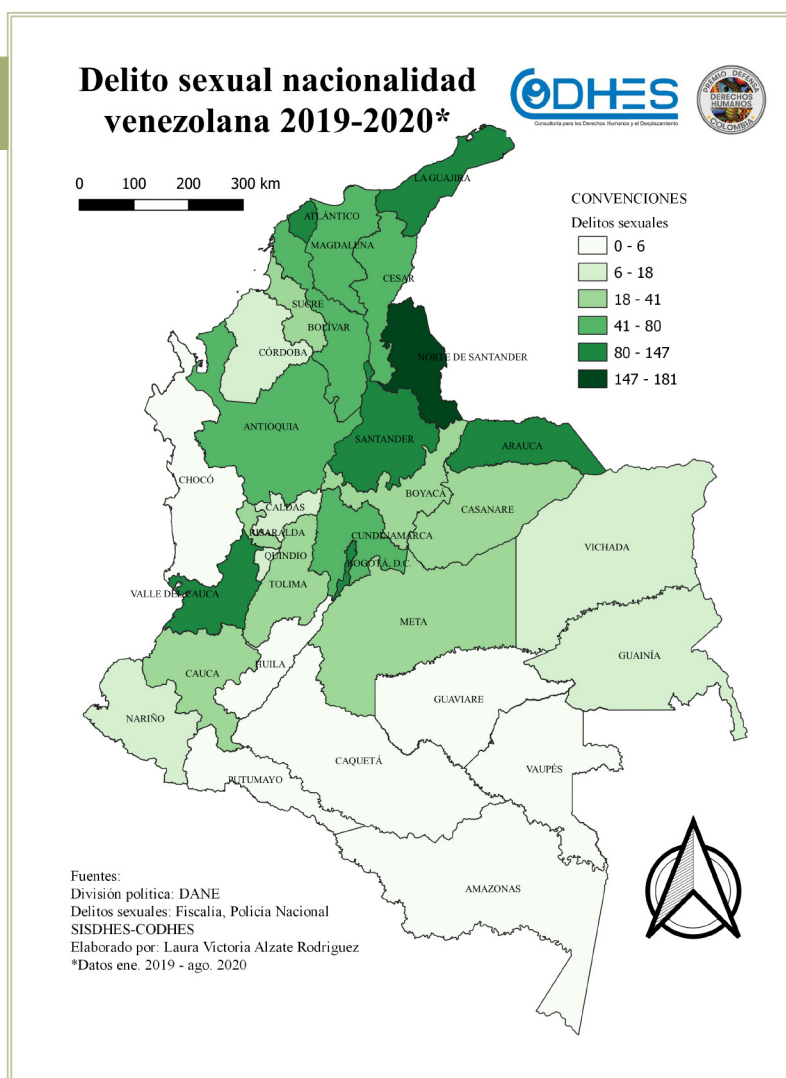 Delito sexual nacionalidad
venezolana 2019-2020*
CODHES
Consultoría para los Derechos Humanos y el Desplazamiento
PREMIO DEFENSA
DERECHOS
HUMANOS
COLOMBIA
0 100 200 300 km
CONVENCIONES
Delitos sexuales
0 - 6
6 - 18
18 - 41
41 - 80
80 - 147
147 - 181
LA GUAJIRA
ATLÁNTICO
MAGDALENA
CESAR
SUCRE
BOLÍVAR
CÓRDOBA
NORTE DE SANTANDER
ANTIOQUIA
SANTANDER
ARAUCA
CHOCÓ
BOYACÁ
CALDAS
CASANARE
RISARALDA
CUNDINAMARCA
VICHADA
QUINDIO
BOGOTÁ, D.C.
TOLIMA
VALLE DEL CAUCA
META
GUAINÍA
HUILA
CAUCA
GUAVIARE
NARIÑO
CAQUETÁ
VAUPÉS
PUTUMAYO
AMAZONAS
Fuentes:
División politica: DANE
Delitos sexuales: Fiscalía, Policía Nacional
SISDHES-CODHES
Elaborado por: Laura Victoria Alzate Rodriguez
*Datos ene. 2019 - ago. 2020